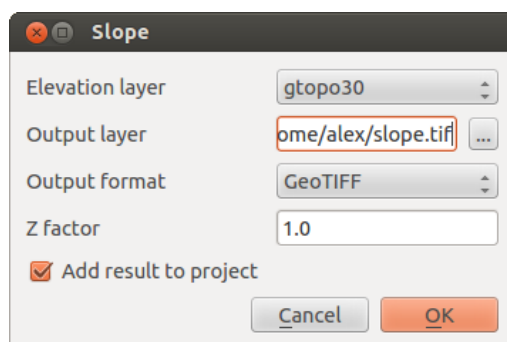 Slope
Elevation layer gtopo30
Output layer ome/alex/slope.tif ...
Output format GeoTIFF
Z factor 1.0
Add result to project
Cancel OK